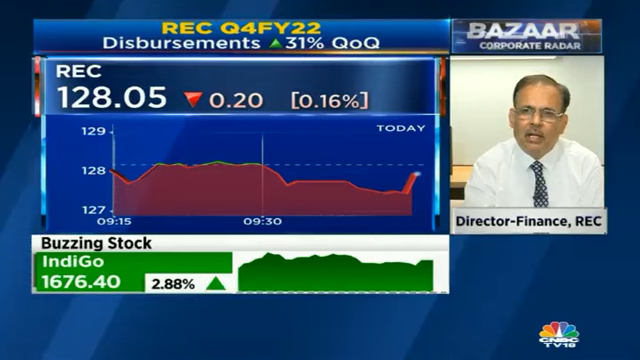 REC Q4FY22
Disbursements ▲31% QoQ
BAZAAR
CORPORATE RADAR
REC
128.05 ▼ 0.20 [0.16%]
TODAY
129
128
127
09:15 09:30
Director-Finance, REC
Buzzing Stock
IndiGo
1676.40 2.88% ▲
CNBC
TV18